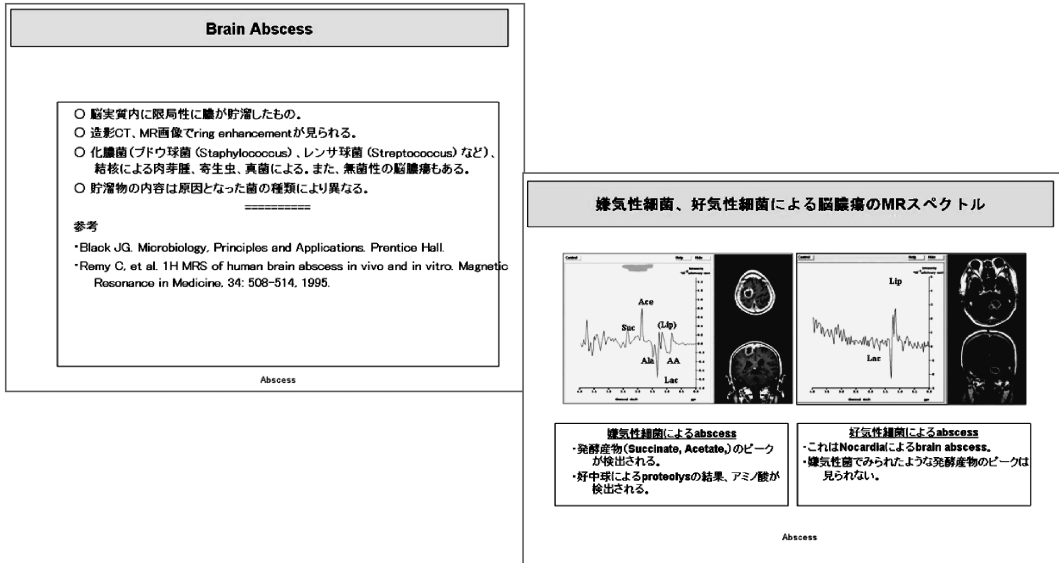 Brain Abscess
○ 脳実質内に限局性に膿が貯溜したもの。
○ 造影CT、MR画像でring enhancementが見られる。
○ 化膿菌（ブドウ球菌 (Staphylococcus) 、レンサ球菌 (Streptococcus) など）、
結核による肉芽腫、寄生虫、真菌による。また、無菌性の脳膿瘍もある。
○ 貯溜物の内容は原因となった菌の種類により異なる。
==========
参考
・Black JG. Microbiology, Principles and Applications. Prentice Hall.
・Remy C, et al. 1H MRS of human brain abscess in vivo and in vitro. Magnetic
Resonance in Medicine, 34: 508-514, 1995.
Abscess
嫌気性細菌、好気性細菌による脳膿瘍のMRスペクトル
Control Help Hide
Ace
Suc
(Lip)
Ala
AA
Lac
Control Help Hide
Lip
Lac
嫌気性細菌によるabscess
・発酵産物（Succinate, Acetate,）のピーク
が検出される。
・好中球によるproteolysの結果、アミノ酸が
検出される。
好気性細菌によるabscess
・これはNocardiaによるbrain abscess。
・嫌気性菌でみられたような発酵産物のピークは
見られない。
Abscess